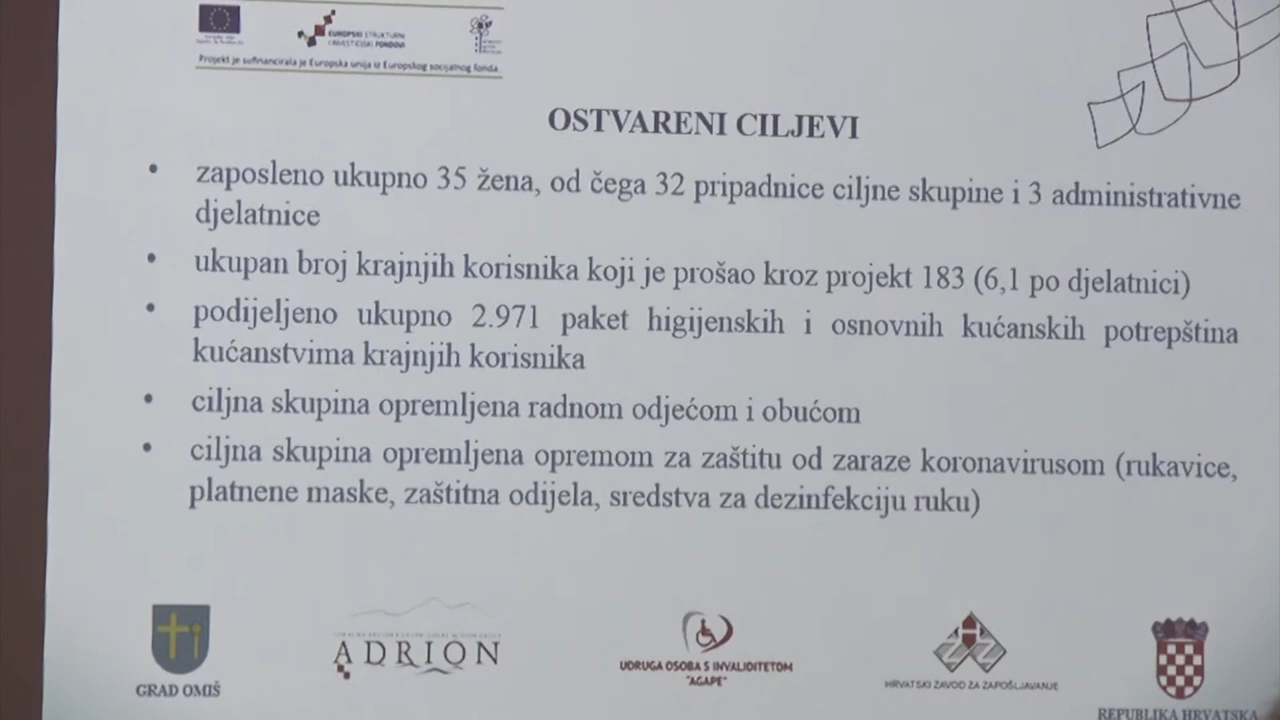 EUROPSKI STRUKTURNI
I INVESTICIJSKI FONDOVI
Projekt je sufinancirala je Europska unija iz Europskog socijalnog fonda.
OSTVARENI CILJEVI
• zaposleno ukupno 35 žena, od čega 32 pripadnice ciljne skupine i 3 administrativne
djelatnice
• ukupan broj krajnjih korisnika koji je prošao kroz projekt 183 (6,1 po djelatnici)
• podijeljeno ukupno 2.971 paket higijenskih i osnovnih kućanskih potrepština
kućanstvima krajnjih korisnika
• ciljna skupina opremljena radnom odjećom i obućom
• ciljna skupina opremljena opremom za zaštitu od zaraze koronavirusom (rukavice,
platnene maske, zaštitna odijela, sredstva za dezinfekciju ruku)
GRAD OMIŠ
ADRION
UDRUGA OSOBA S INVALIDITETOM
"AGAPE"
HRVATSKI ZAVOD ZA ZAPOŠLJAVANJE
REPUBLIKA HRVATSKA